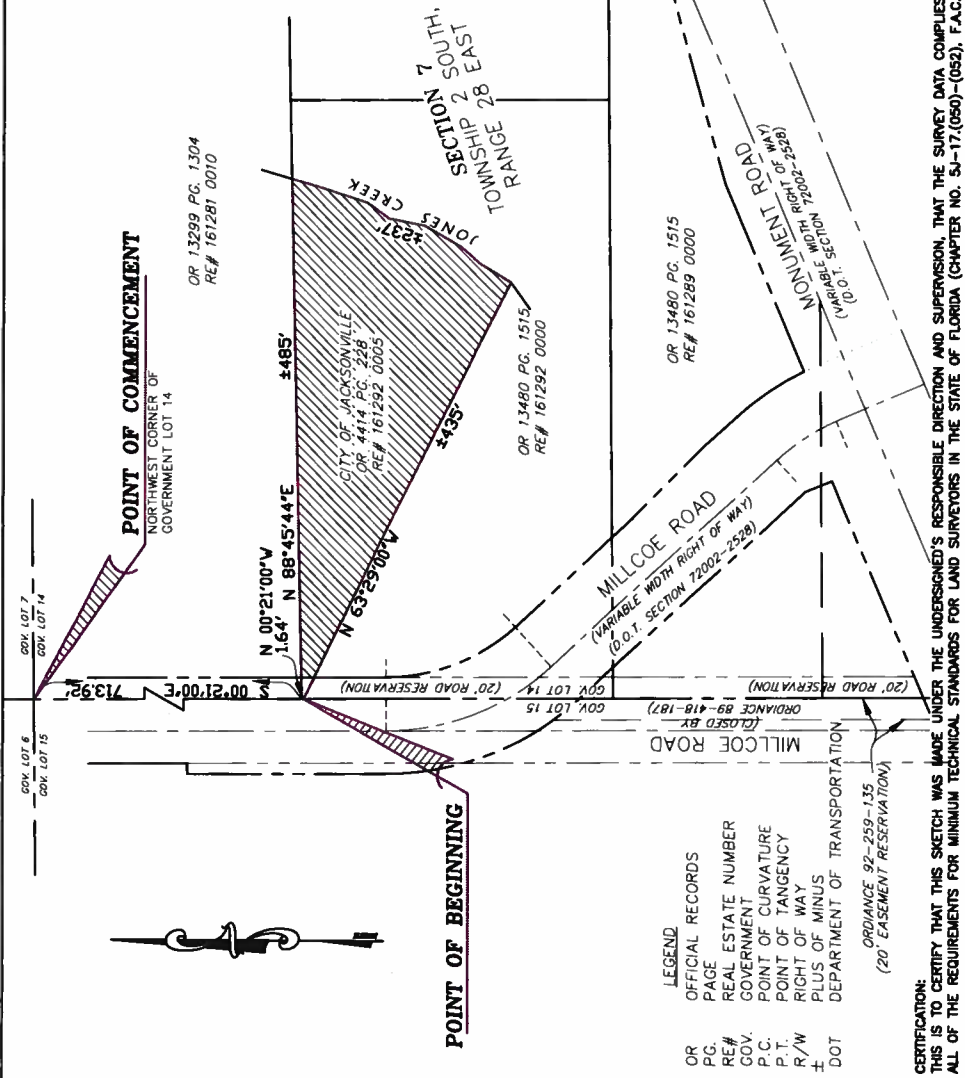 GOV. LOT 6
GOV. LOT 7
GOV. LOT 15
GOV. LOT 14
POINT OF COMMENCEMENT
NORTHWEST CORNER OF
GOVERNMENT LOT 14
OR 13299 PG. 1304
RE# 161281 0010
713.92'
S 00°21'00"E
N 00°21'00"W
1.64'
N 88°45'44"E
±485'
CITY OF JACKSONVILLE
OR 4414 PG. 228
RE# 161292 0005
JONES CREEK
±237'
SECTION 7
TOWNSHIP 2 SOUTH,
RANGE 28 EAST
N 63°29'00"W
±435'
OR 13480 PG. 1515
RE# 161292 0000
OR 13480 PG. 1515
RE# 161289 0000
POINT OF BEGINNING
(20' ROAD RESERVATION)
GOV. LOT 14
GOV. LOT 15
(20' ROAD RESERVATION)
(CLOSED BY
ORDIANCE 89-418-187)
MILLCOE ROAD
MILLCOE ROAD
(VARIABLE WIDTH RIGHT OF WAY)
(D.O.T. SECTION 72002-2528)
MONUMENT ROAD
(VARIABLE WIDTH RIGHT OF WAY)
(D.O.T. SECTION 72002-2528)
ORDIANCE 92-259-135
(20' EASEMENT RESERVATION)
LEGEND
OR OFFICIAL RECORDS
PG. PAGE
RE# REAL ESTATE NUMBER
GOV. GOVERNMENT
P.C. POINT OF CURVATURE
P.T. POINT OF TANGENCY
R/W RIGHT OF WAY
± PLUS OF MINUS
DOT DEPARTMENT OF TRANSPORTATION
CERTIFICATION:
THIS IS TO CERTIFY THAT THIS SKETCH WAS MADE UNDER THE UNDERSIGNED'S RESPONSIBLE DIRECTION AND SUPERVISION, THAT THE SURVEY DATA COMPLIES
ALL OF THE REQUIREMENTS FOR MINIMUM TECHNICAL STANDARDS FOR LAND SURVEYORS IN THE STATE OF FLORIDA (CHAPTER NO. 5J-17.(050)-(052), F.A.C.